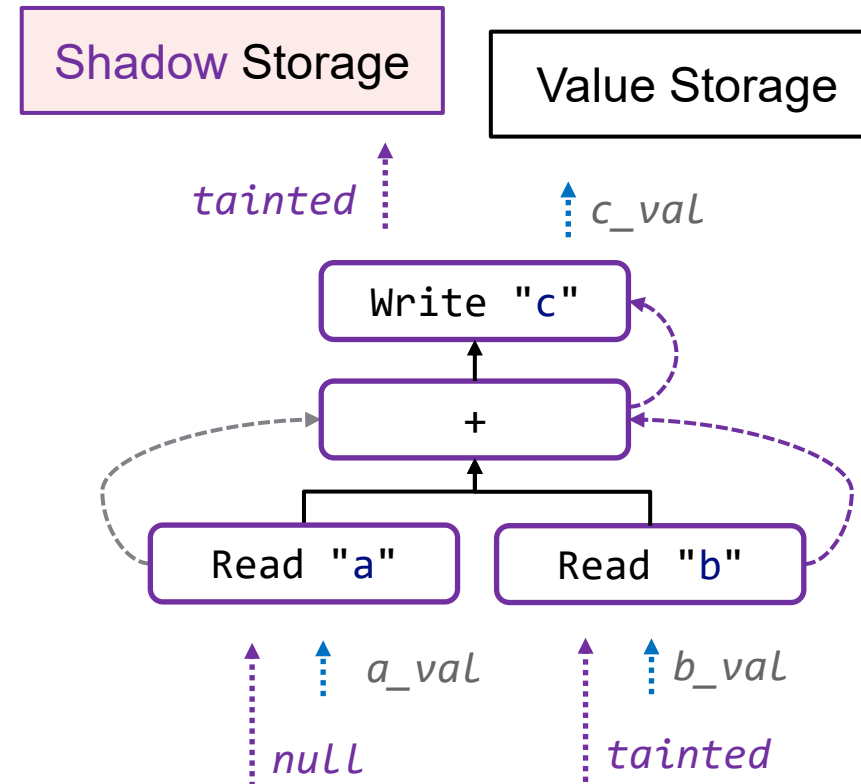 Shadow Storage
Value Storage
tainted
c_val
Write "c"
+
Read "a"
Read "b"
a_val
b_val
null
tainted